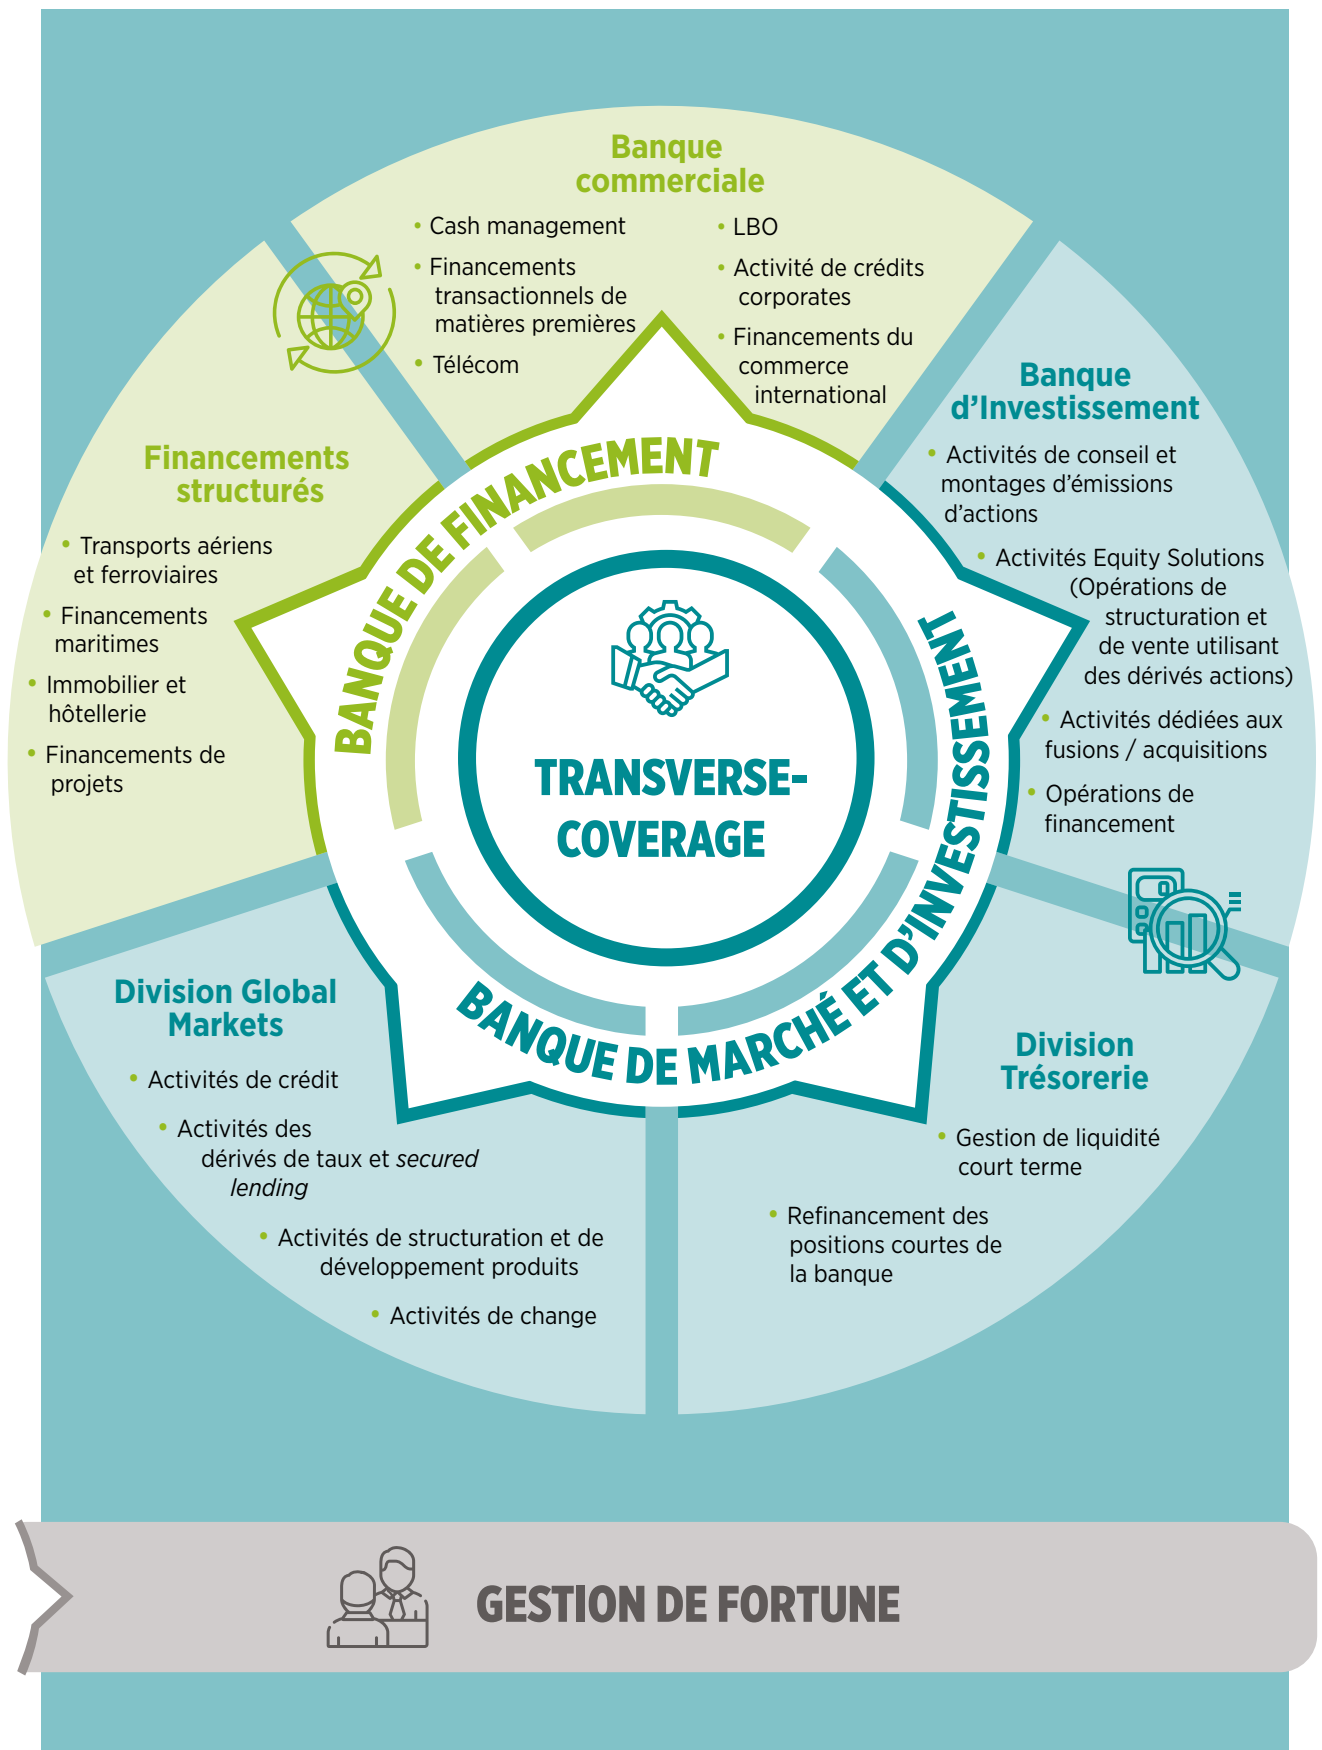 Banque
commerciale
• Cash management
• Financements
transactionnels de
matières premières
• Télécom
• LBO
• Activité de crédits
corporates
• Financements du
commerce
international
Banque
d'Investissement
• Activités de conseil et
montages d'émissions
d'actions
• Activités Equity Solutions
(Opérations de
structuration et
de vente utilisant
des dérivés actions)
• Activités dédiées aux
fusions / acquisitions
• Opérations de
financement
Financements
structurés
• Transports aériens
et ferroviaires
• Financements
maritimes
• Immobilier et
hôtellerie
• Financements de
projets
BANQUE DE FINANCEMENT
TRANSVERSE-
COVERAGE
BANQUE DE MARCHÉ ET D'INVESTISSEMENT
Division Global
Markets
• Activités de crédit
• Activités des
dérivés de taux et secured
lending
• Activités de structuration et de
développement produits
• Activités de change
Division
Trésorerie
• Gestion de liquidité
court terme
• Refinancement des
positions courtes de
la banque
GESTION DE FORTUNE